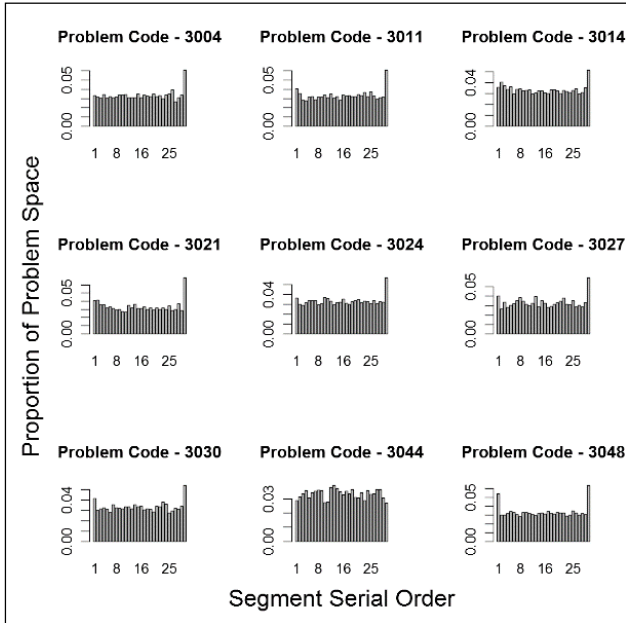 Problem Code - 3004
Problem Code - 3011
Problem Code - 3014
0.00 0.05
1 8 16 25
0.00 0.05
1 8 16 25
0.00 0.04
1 8 16 25
Problem Code - 3021
Problem Code - 3024
Problem Code - 3027
0.00 0.05
1 8 16 25
0.00 0.04
1 8 16 25
0.00 0.04
1 8 16 25
Problem Code - 3030
Problem Code - 3044
Problem Code - 3048
0.00 0.04
1 8 16 25
0.00 0.03
1 8 16 25
0.00 0.05
1 8 16 25
Proportion of Problem Space
Segment Serial Order